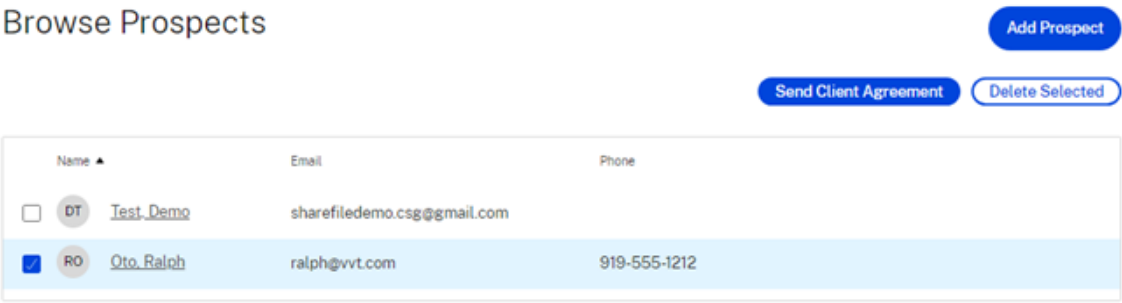 Browse Prospects
Add Prospect
Send Client Agreement Delete Selected
Name ▲ Email Phone
DT Test, Demo sharefiledemo.csg@gmail.com
RO Oto, Ralph ralph@vvt.com 919-555-1212